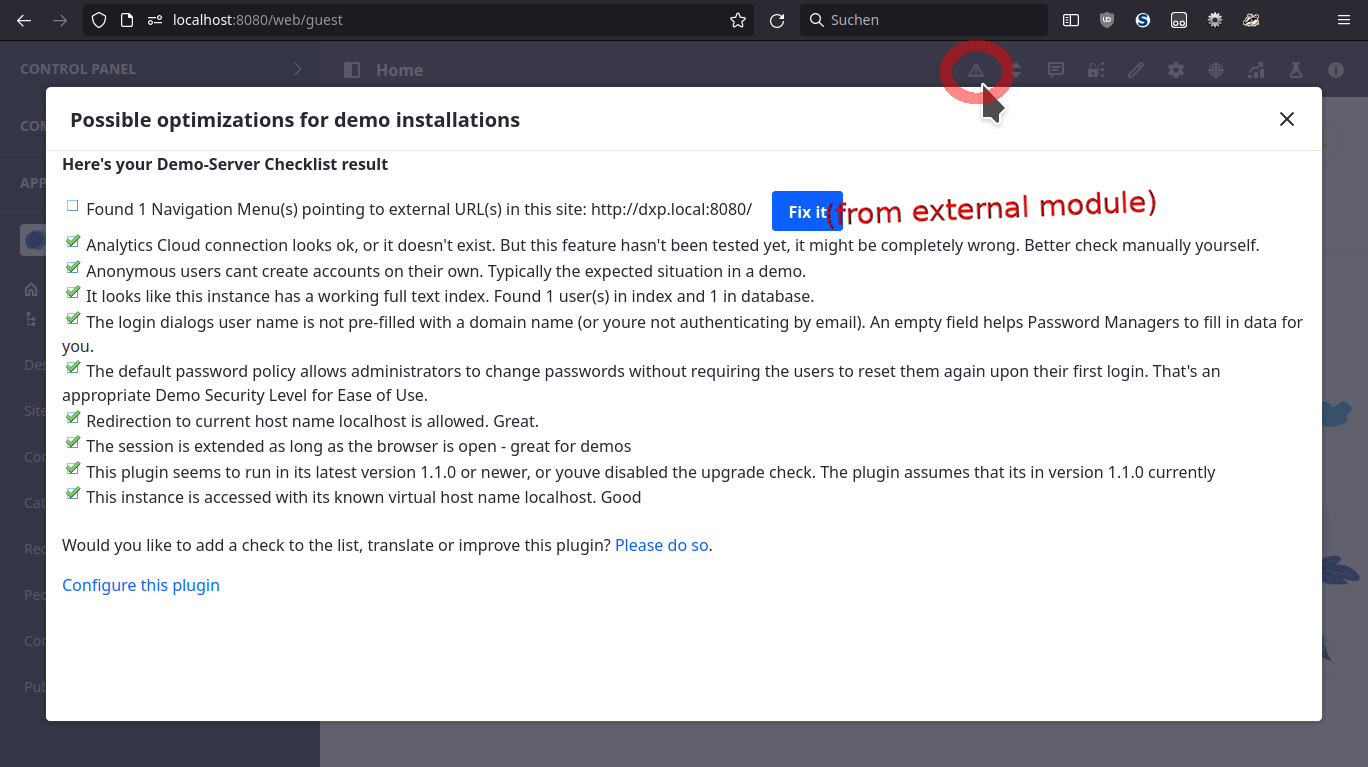 localhost:8080/web/guest
Suchen
CONTROL PANEL
Home
Possible optimizations for demo installations
Here's your Demo-Server Checklist result
Found 1 Navigation Menu(s) pointing to external URL(s) in this site: http://dxp.local:8080/ Fix it (from external module)
Analytics Cloud connection looks ok, or it doesn't exist. But this feature hasn't been tested yet, it might be completely wrong. Better check manually yourself.
Anonymous users cant create accounts on their own. Typically the expected situation in a demo.
It looks like this instance has a working full text index. Found 1 user(s) in index and 1 in database.
The login dialogs user name is not pre-filled with a domain name (or youre not authenticating by email). An empty field helps Password Managers to fill in data for
you.
The default password policy allows administrators to change passwords without requiring the users to reset them again upon their first login. That's an
appropriate Demo Security Level for Ease of Use.
Redirection to current host name localhost is allowed. Great.
The session is extended as long as the browser is open - great for demos
This plugin seems to run in its latest version 1.1.0 or newer, or youve disabled the upgrade check. The plugin assumes that its in version 1.1.0 currently
This instance is accessed with its known virtual host name localhost. Good
Would you like to add a check to the list, translate or improve this plugin? Please do so.
Configure this plugin